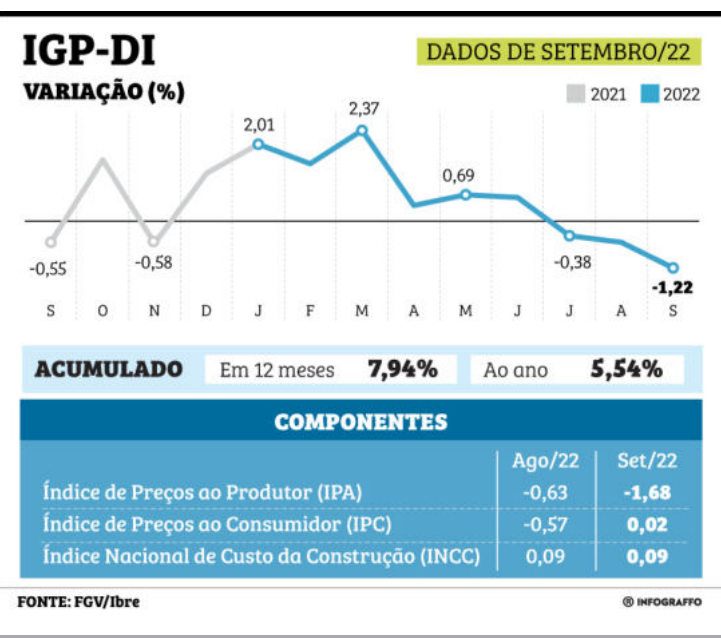 IGP-DI
DADOS DE SETEMBRO/22
VARIAÇÃO (%)
2021 2022
2,37
2,01
0,69
-0,55
-0,58
-0,38
-1,22
S O N D J F M A M J J A S
ACUMULADO Em 12 meses 7,94% Ao ano 5,54%
COMPONENTES
Ago/22 Set/22
Índice de Preços ao Produtor (IPA) -0,63 -1,68
Índice de Preços ao Consumidor (IPC) -0,57 0,02
Índice Nacional de Custo da Construção (INCC) 0,09 0,09
FONTE: FGV/Ibre
® INFOGRAFFO